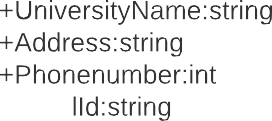 +UniversityName:string
+Address:string
+Phonenumber:int
lId:string